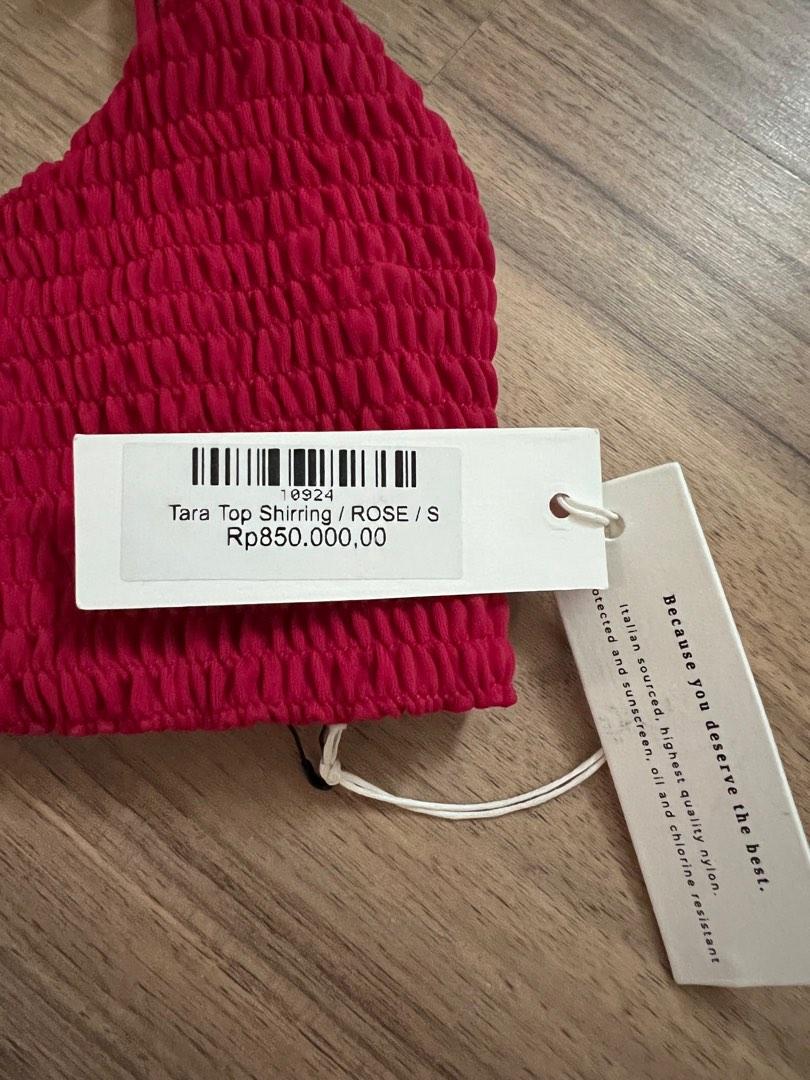 10924
Tara Top Shirring / ROSE / S
Rp850.000,00
Because you deserve the best.
Italian sourced, highest quality nylon.
and sunscreen, oil and chlorine resistant